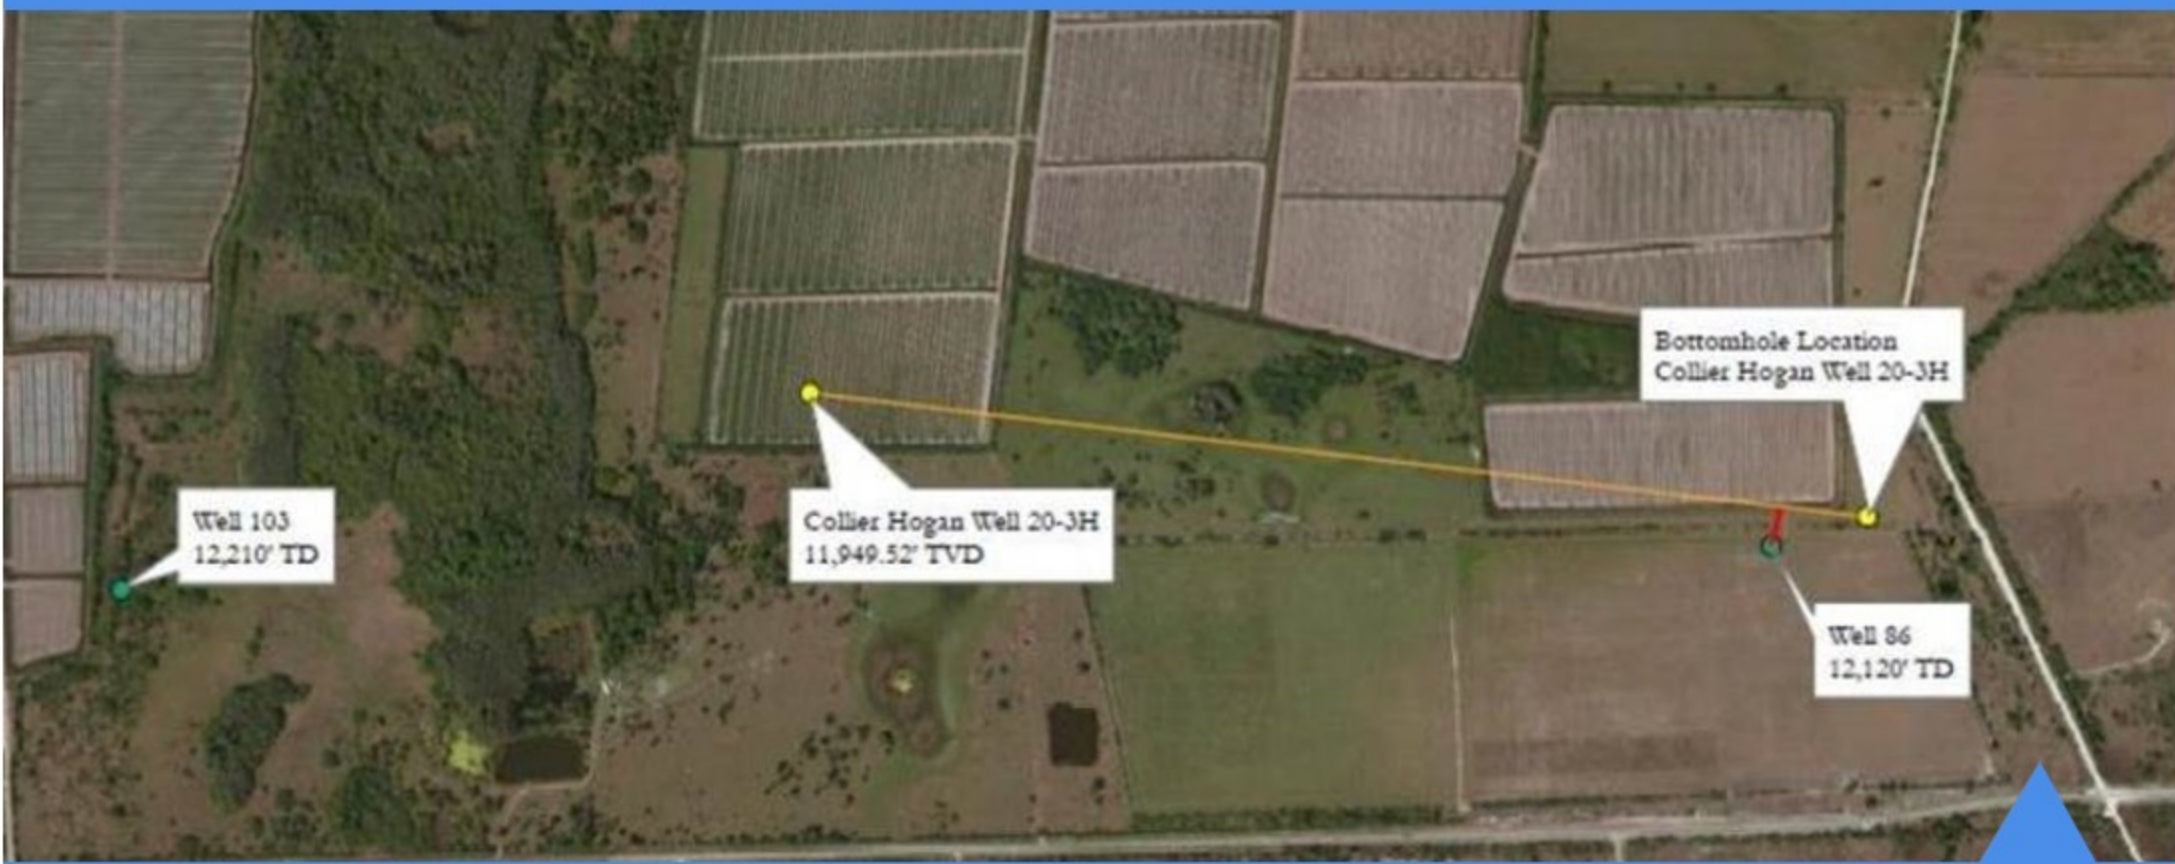 Bottomhole Location
Collier Hogan Well 20-3H
Well 103
12,210' TD
Collier Hogan Well 20-3H
11,949.52' TVD
Well 86
12,120' TD